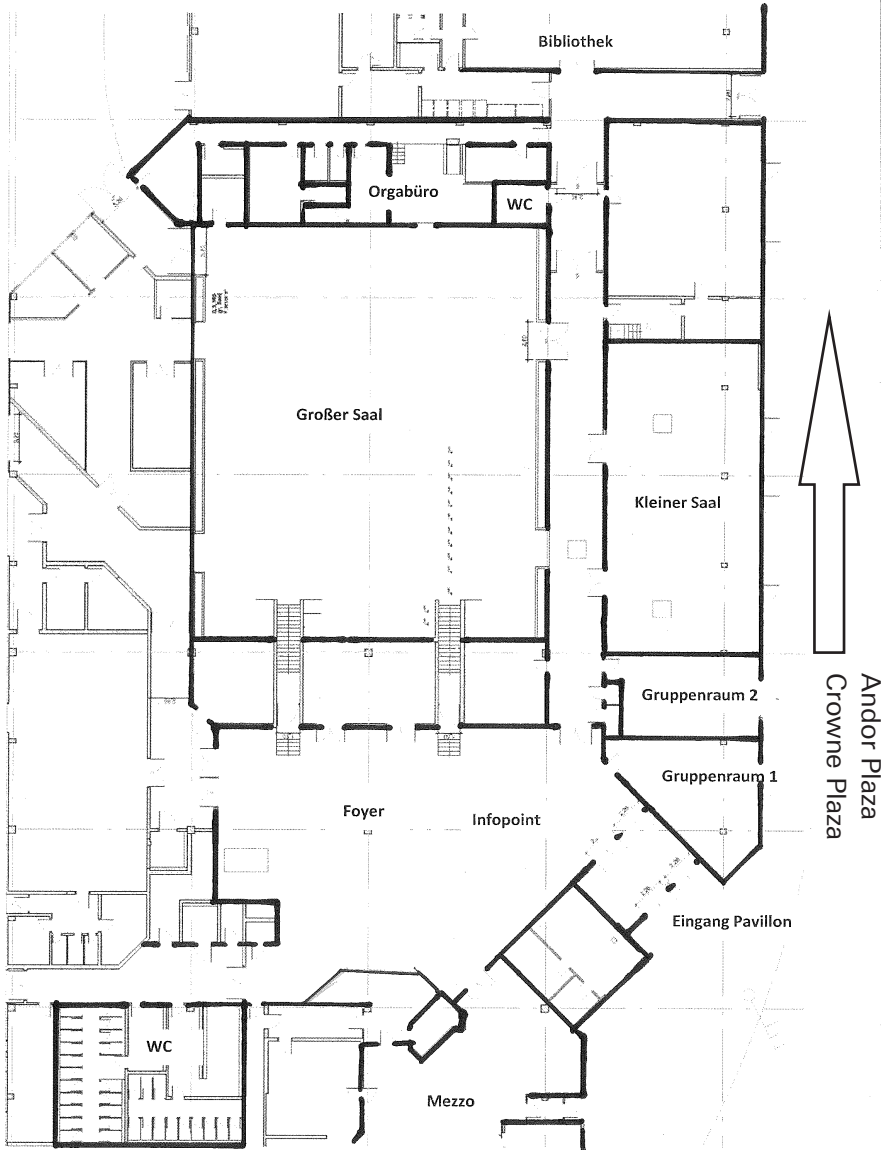 Bibliothek
Orgabüro
WC
Großer Saal
Kleiner Saal
Gruppenraum 2
Gruppenraum 1
Andor Plaza
Crowne Plaza
Foyer
Infopoint
Eingang Pavillon
WC
Mezzo